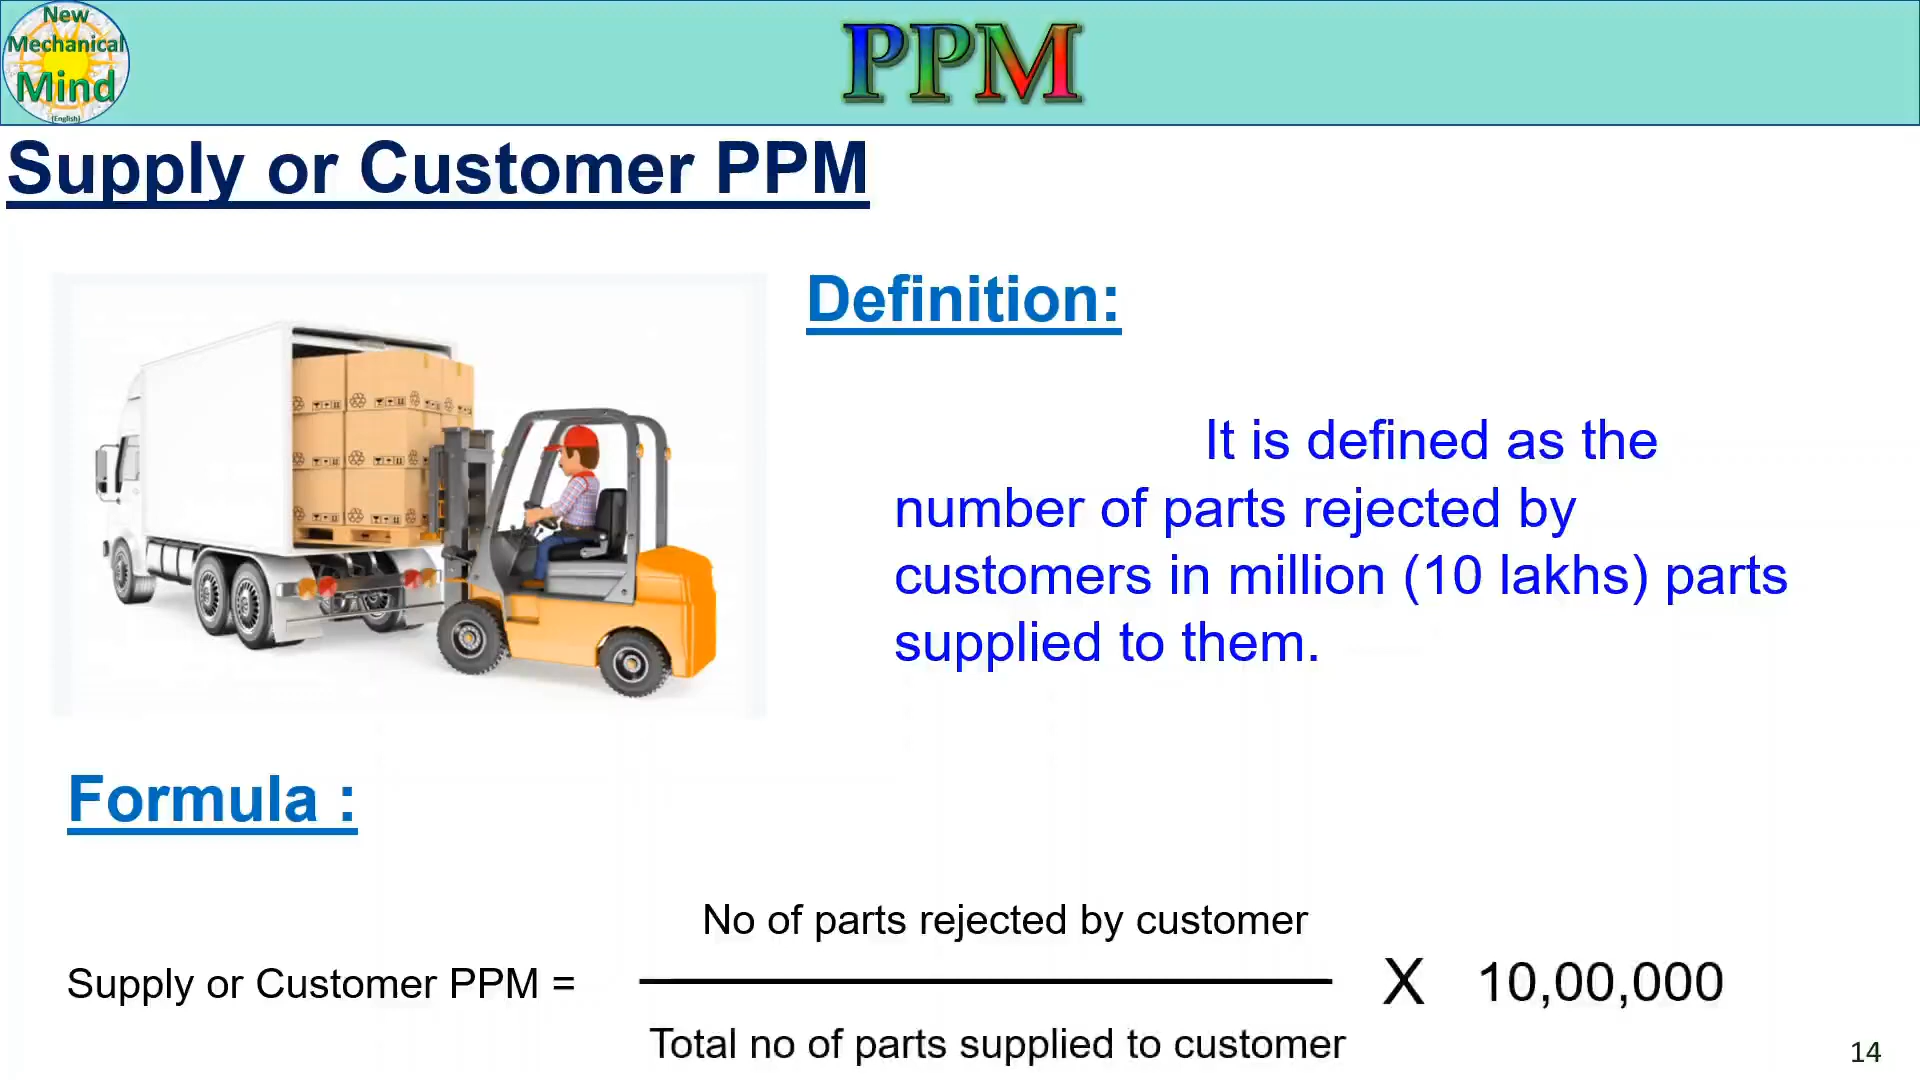 New
Mechanical
Mind
(English)
PPM
Supply or Customer PPM
Definition:
It is defined as the
number of parts rejected by
customers in million (10 lakhs) parts
supplied to them.
Formula :
No of parts rejected by customer
Supply or Customer PPM =
X 10,00,000
Total no of parts supplied to customer
14